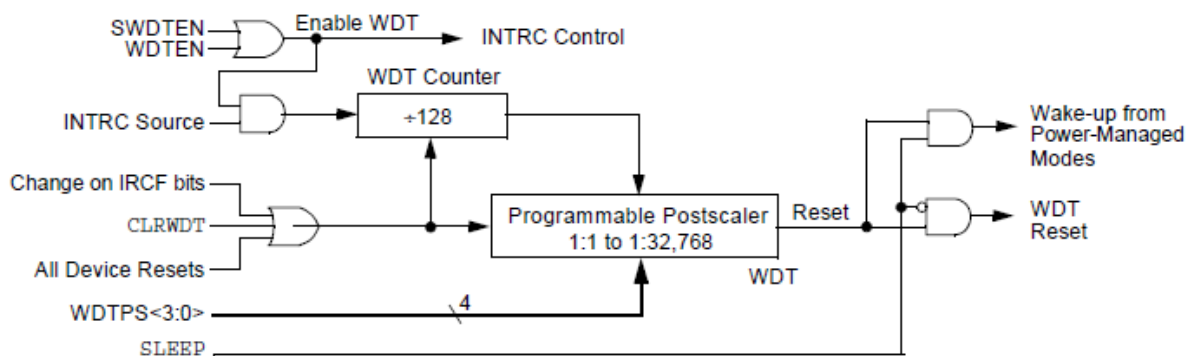 SWDTEN
WDTEN
Enable WDT
INTRC Control
WDT Counter
÷128
INTRC Source
Wake-up from
Power-Managed
Modes
Change on IRCF bits
CLRWDT
All Device Resets
Programmable Postscaler
1:1 to 1:32,768
Reset
WDT
Reset
WDT
WDTPS<3:0>
4
SLEEP